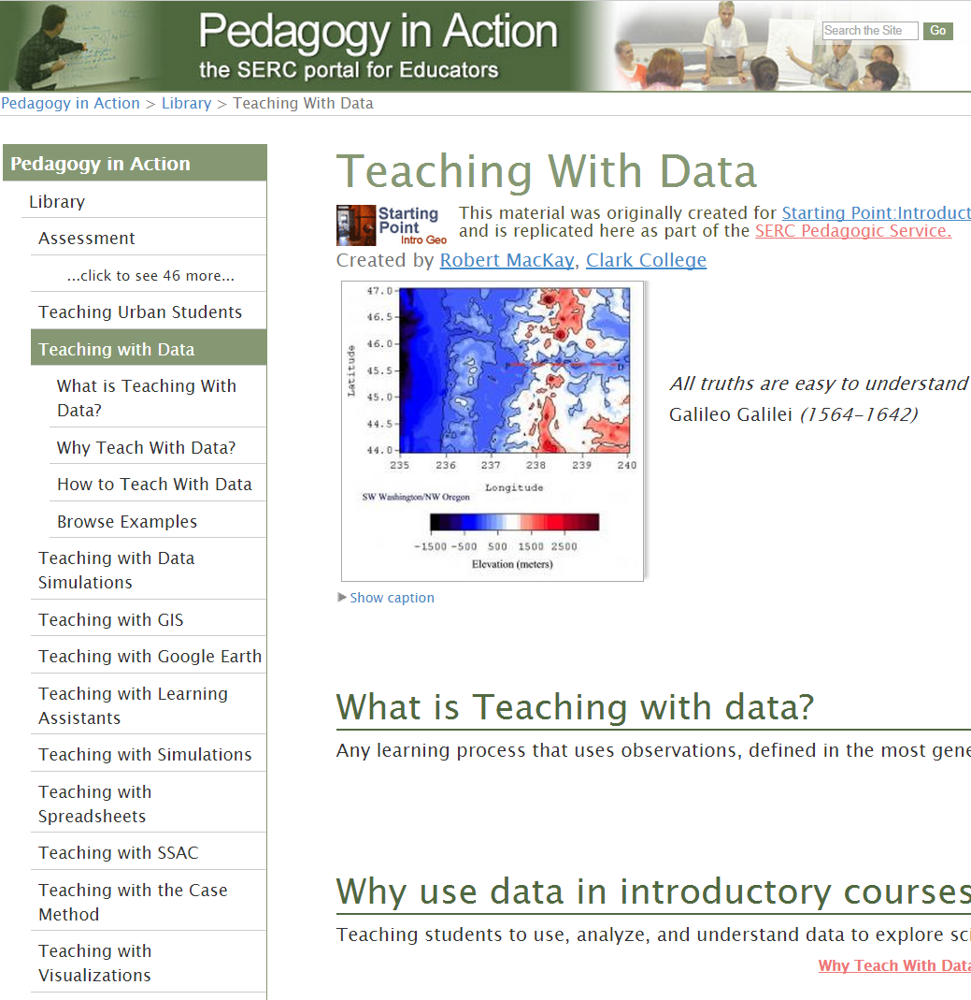 Pedagogy in Action
the SERC portal for Educators
Search the Site
Go
Pedagogy in Action > Library > Teaching With Data
Pedagogy in Action
Library
Assessment
...click to see 46 more...
Teaching Urban Students
Teaching with Data
What is Teaching With
Data?
Why Teach With Data?
How to Teach With Data
Browse Examples
Teaching with Data
Simulations
Teaching with GIS
Teaching with Google Earth
Teaching with Learning
Assistants
Teaching with Simulations
Teaching with
Spreadsheets
Teaching with SSAC
Teaching with the Case
Method
Teaching with
Visualizations
Teaching With Data
Starting
Point
Intro Geo
This material was originally created for Starting Point:Introduct
and is replicated here as part of the SERC Pedagogic Service.
Created by Robert MacKay, Clark College
47.0
46.5
46.0
45.5
45.0
44.5
44.0
Latitude
235 236 237 238 239 240
Longitude
SW Washington/NW Oregon
-1500 -500 500 1500 2500
Elevation (meters)
Show caption
All truths are easy to understand
Galileo Galilei (1564-1642)
What is Teaching with data?
Any learning process that uses observations, defined in the most gene
Why use data in introductory courses
Teaching students to use, analyze, and understand data to explore sci
Why Teach With Data